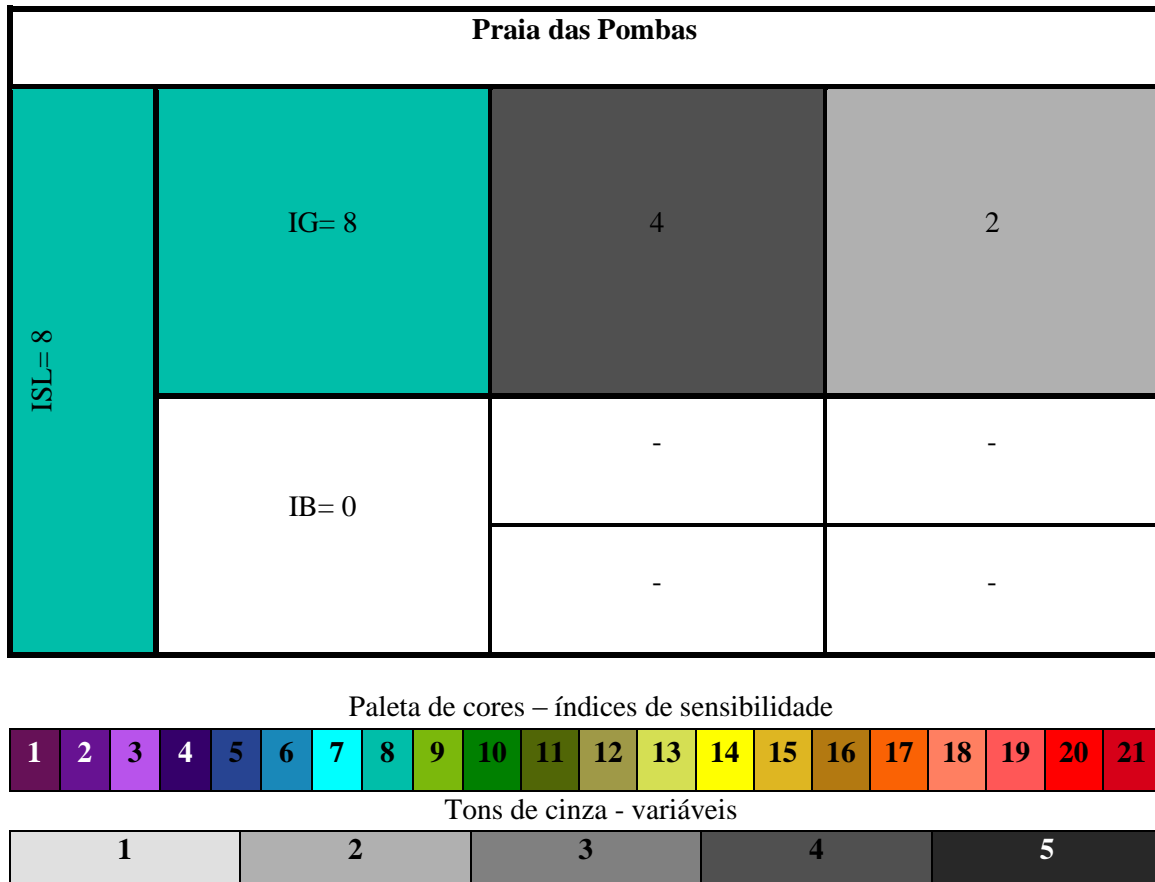 Praia das Pombas
ISL= 8
IG= 8
4
2
IB= 0
-
-
-
-
Paleta de cores – índices de sensibilidade
1 2 3 4 5 6 7 8 9 10 11 12 13 14 15 16 17 18 19 20 21
Tons de cinza - variáveis
1 2 3 4 5